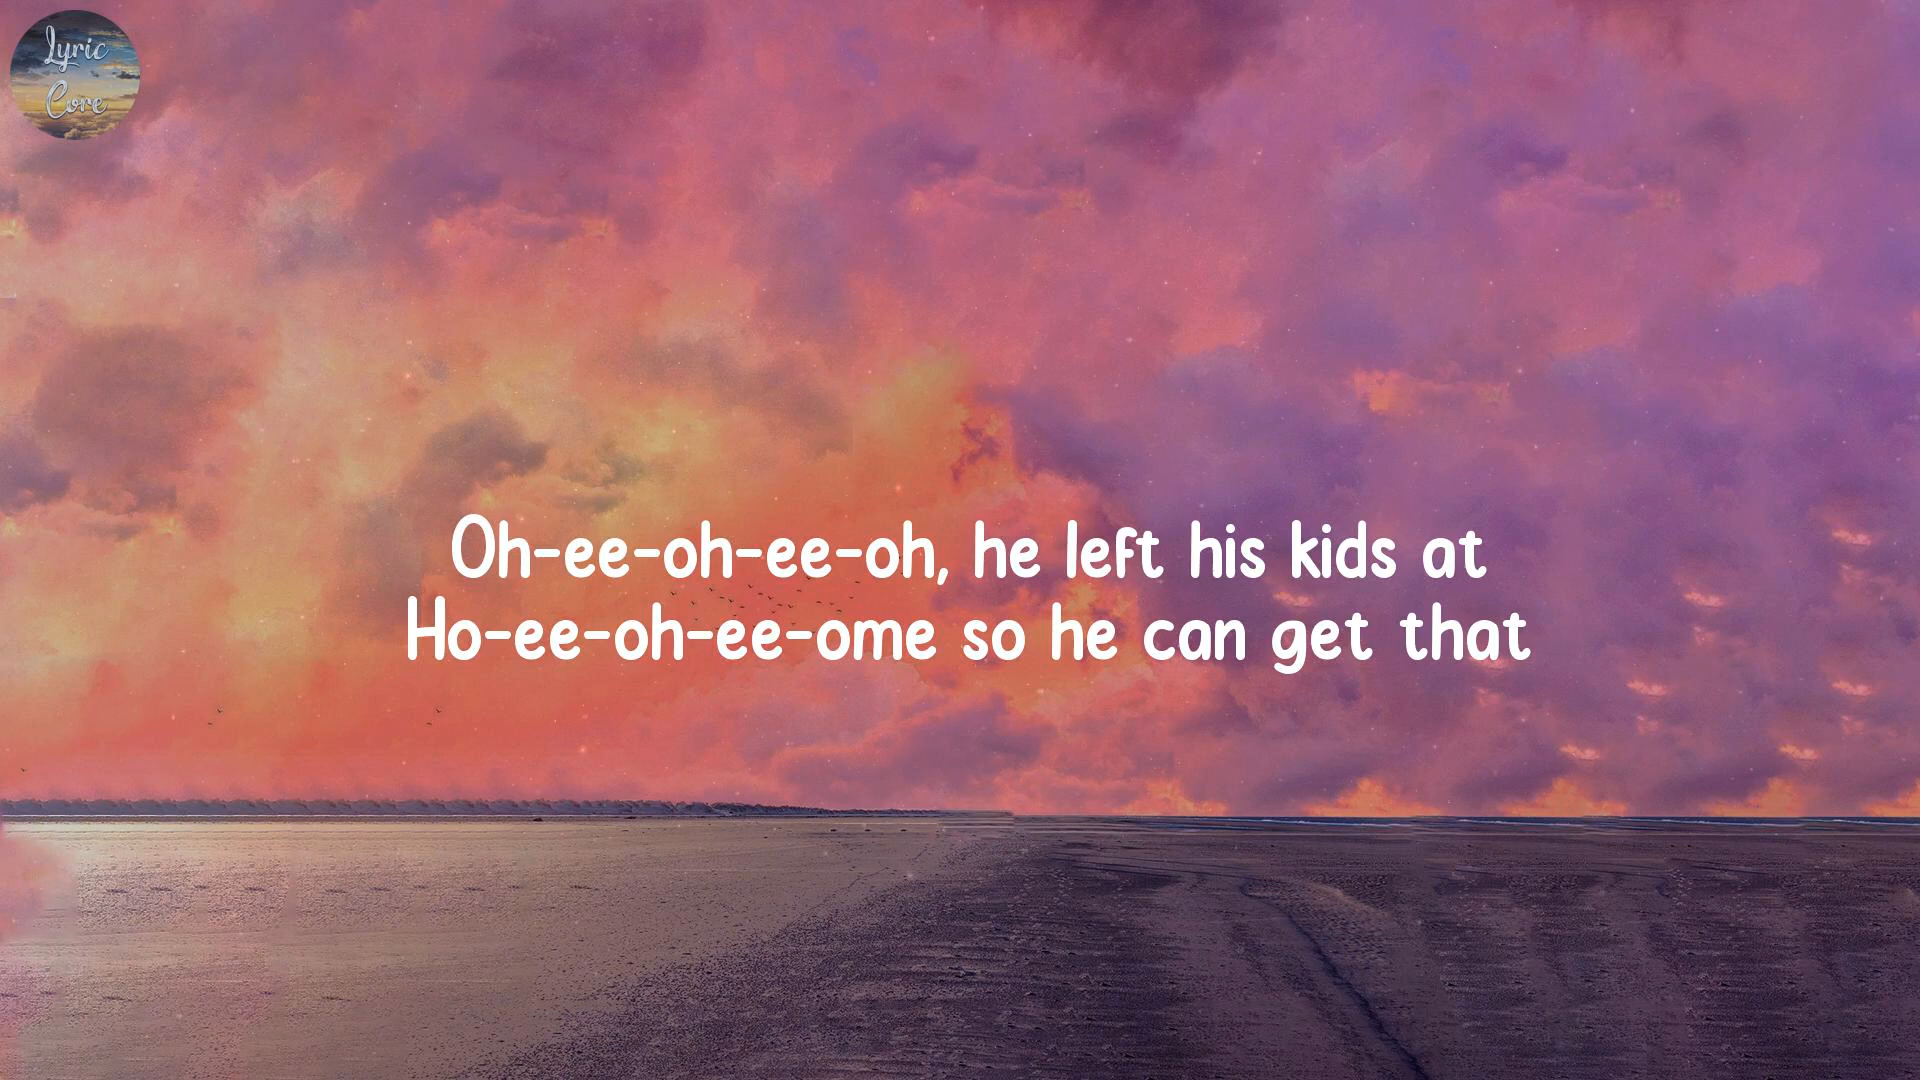 Lyric
Core
Oh-ee-oh-ee-oh, he left his kids at
Ho-ee-oh-ee-ome so he can get that